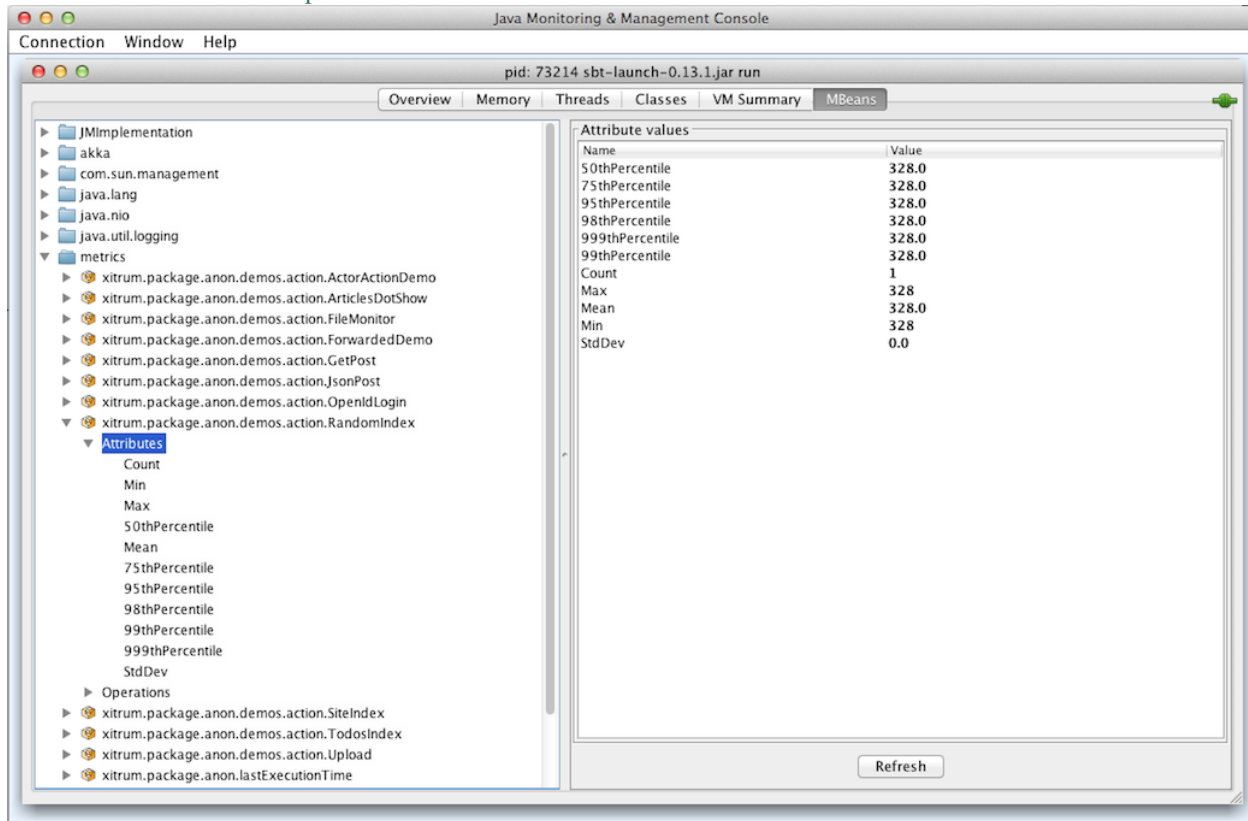 Java Monitoring & Management Console
Connection Window Help
pid: 73214 sbt-launch-0.13.1.jar run
Overview Memory Threads Classes VM Summary MBeans
JMImplementation
akka
com.sun.management
java.lang
java.nio
java.util.logging
metrics
xitrum.package.anon.demos.action.ActorActionDemo
xitrum.package.anon.demos.action.ArticlesDotShow
xitrum.package.anon.demos.action.FileMonitor
xitrum.package.anon.demos.action.ForwardedDemo
xitrum.package.anon.demos.action.GetPost
xitrum.package.anon.demos.action.JsonPost
xitrum.package.anon.demos.action.OpenIdLogin
xitrum.package.anon.demos.action.RandomIndex
Attributes
Count
Min
Max
50thPercentile
Mean
75thPercentile
95thPercentile
98thPercentile
99thPercentile
999thPercentile
StdDev
Operations
xitrum.package.anon.demos.action.SiteIndex
xitrum.package.anon.demos.action.TodosIndex
xitrum.package.anon.demos.action.Upload
xitrum.package.anon.lastExecutionTime
Attribute values
Name Value
50thPercentile 328.0
75thPercentile 328.0
95thPercentile 328.0
98thPercentile 328.0
999thPercentile 328.0
99thPercentile 328.0
Count 1
Max 328
Mean 328.0
Min 328
StdDev 0.0
Refresh